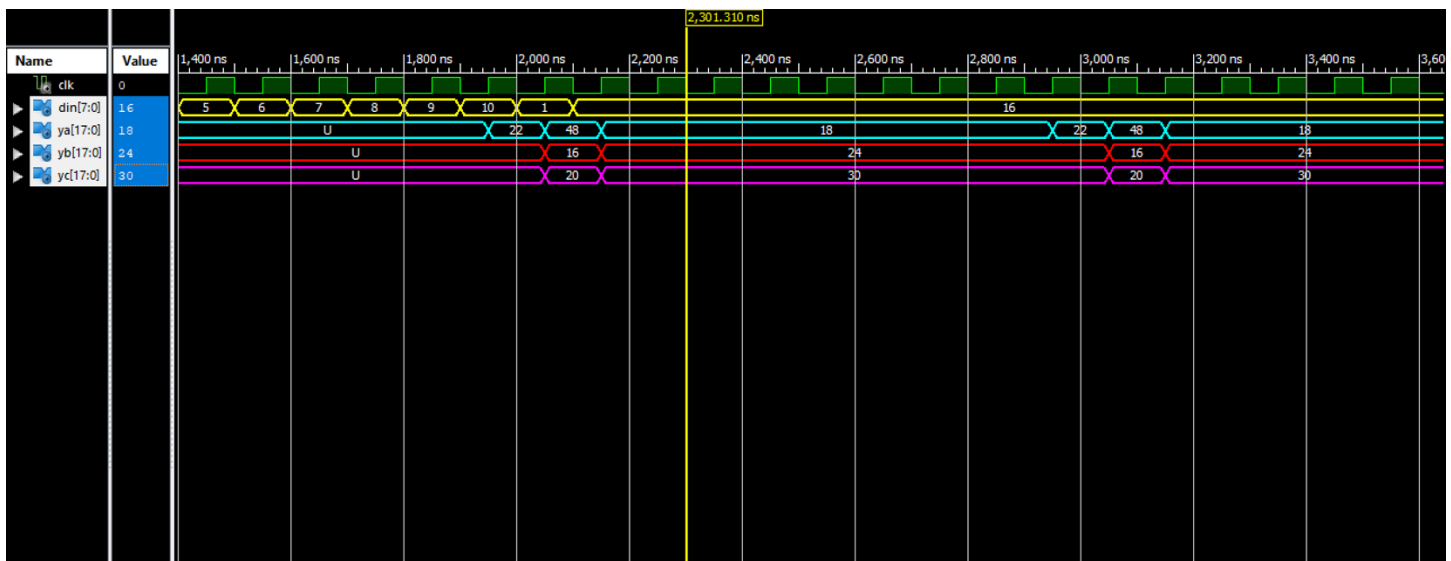 2,301.310 ns
Name Value 1,400 ns 1,600 ns 1,800 ns 2,000 ns 2,200 ns 2,400 ns 2,600 ns 2,800 ns 3,000 ns 3,200 ns 3,400 ns 3,60
clk 0
din[7:0] 16 5 6 7 8 9 10 1 16
ya[17:0] 18 U 22 48 18 22 48 18
yb[17:0] 24 U 16 24 16 24
yc[17:0] 30 U 20 30 20 30